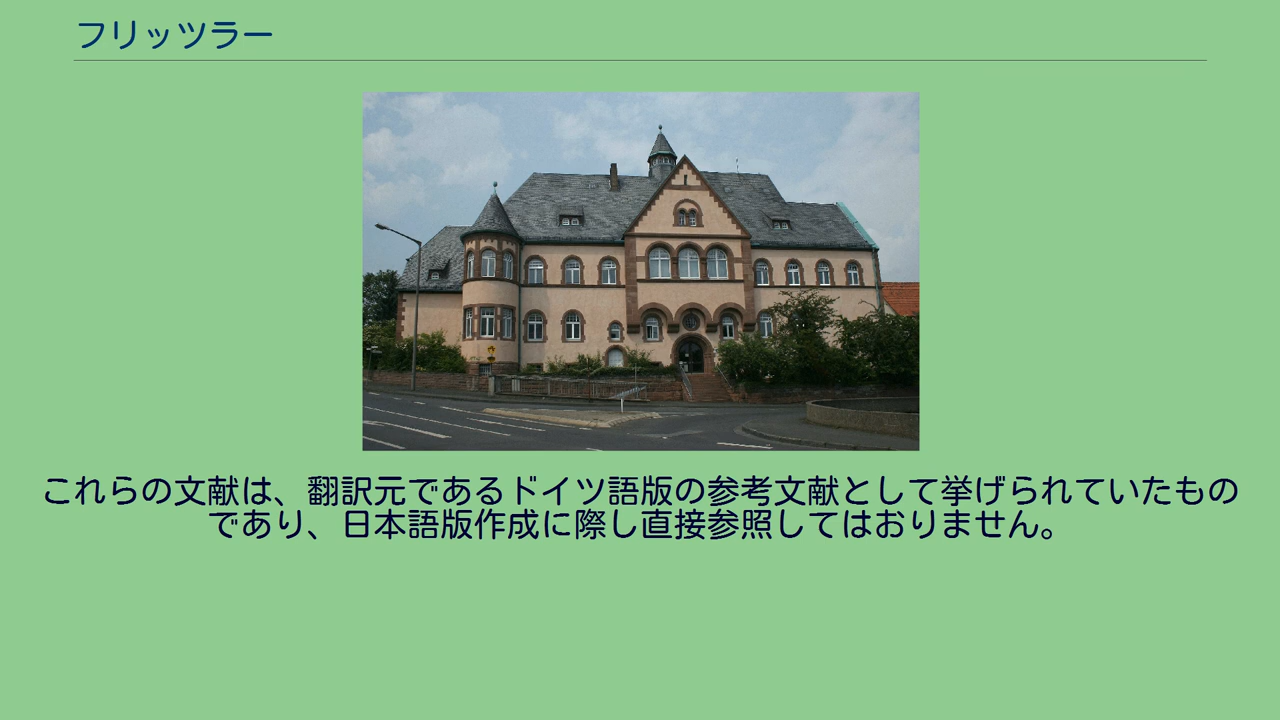 フリッツラー
これらの文献は、翻訳元であるドイツ語版の参考文献として挙げられていたもの
であり、日本語版作成に際し直接参照してはおりません。